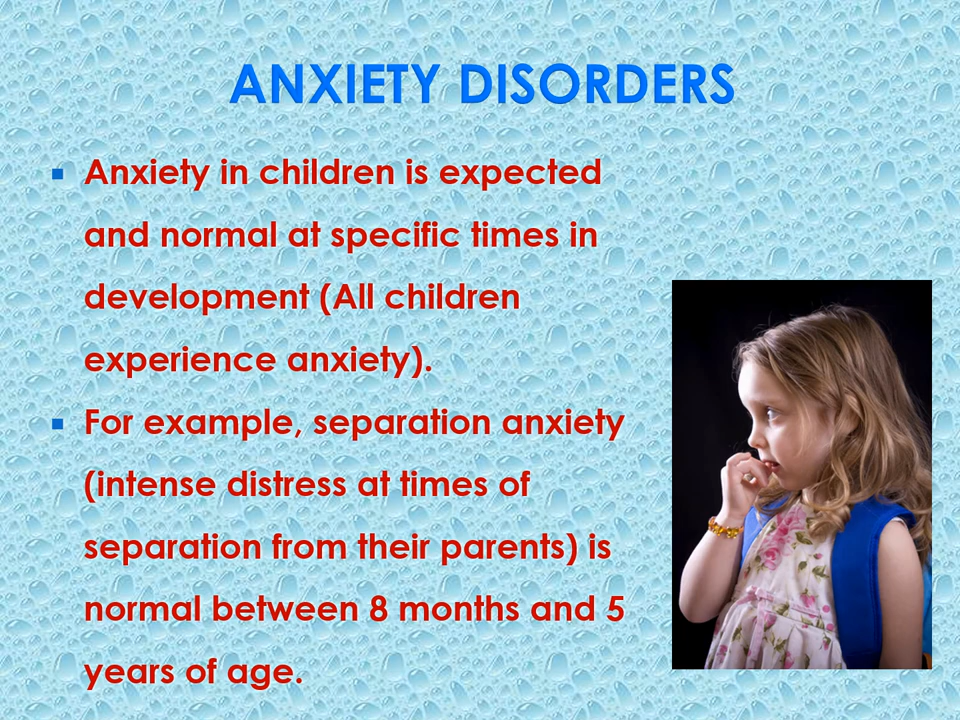 ANXIETY DISORDERS
▪ Anxiety in children is expected
and normal at specific times in
development (All children
experience anxiety).
▪ For example, separation anxiety
(intense distress at times of
separation from their parents) is
normal between 8 months and 5
years of age.